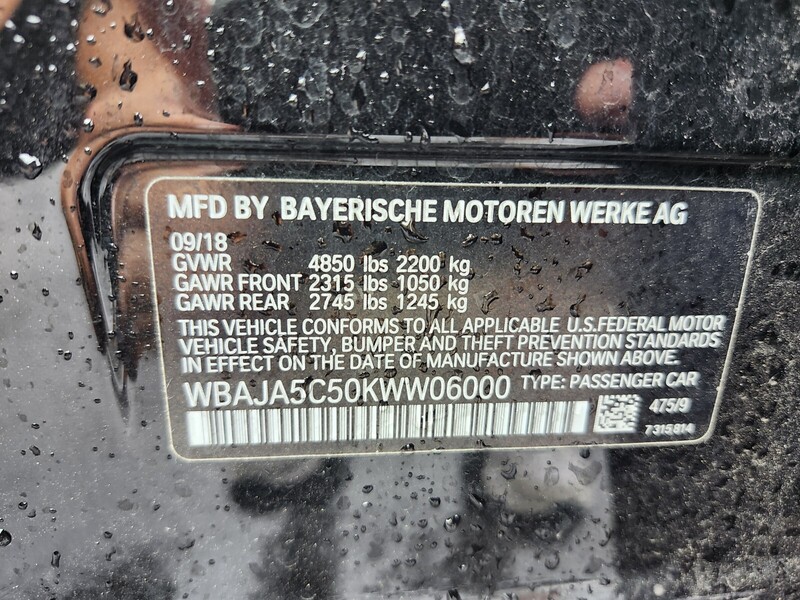 MFD BY BAYERISCHE MOTOREN WERKE AG
09/18
GVWR 4850 lbs 2200 kg
GAWR FRONT 2315 lbs 1050 kg
GAWR REAR 2745 lbs 1245 kg
THIS VEHICLE CONFORMS TO ALL APPLICABLE U.S.FEDERAL MOTOR
VEHICLE SAFETY, BUMPER AND THEFT PREVENTION STANDARDS
IN EFFECT ON THE DATE OF MANUFACTURE SHOWN ABOVE.
WBAJA5C50KWW06000 TYPE: PASSENGER CAR
475/9
7315814